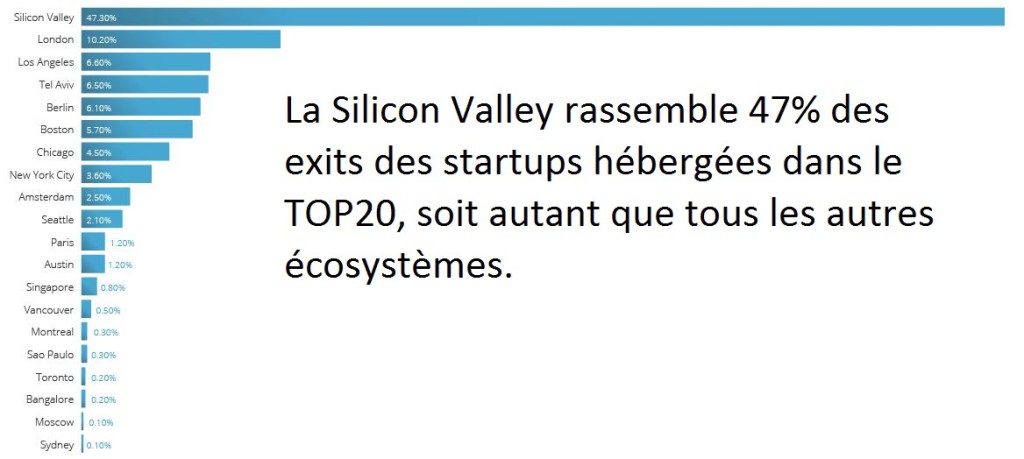 Silicon Valley 47.30%
London 10.20%
Los Angeles 6.60%
Tel Aviv 6.50%
Berlin 6.10%
Boston 5.70%
Chicago 4.50%
New York City 3.60%
Amsterdam 2.50%
Seattle 2.10%
Paris 1.20%
Austin 1.20%
Singapore 0.80%
Vancouver 0.50%
Montreal 0.30%
Sao Paulo 0.30%
Toronto 0.20%
Bangalore 0.20%
Moscow 0.10%
Sydney 0.10%
La Silicon Valley rassemble 47% des
exits des startups hébergées dans le
TOP20, soit autant que tous les autres
écosystèmes.